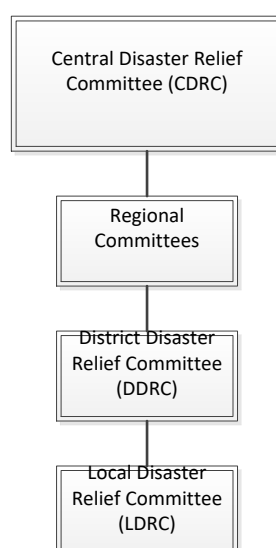 Central Disaster Relief
Committee (CDRC)
Regional
Committees
District Disaster
Relief Committee
(DDRC)
Local Disaster
Relief Committee
(LDRC)